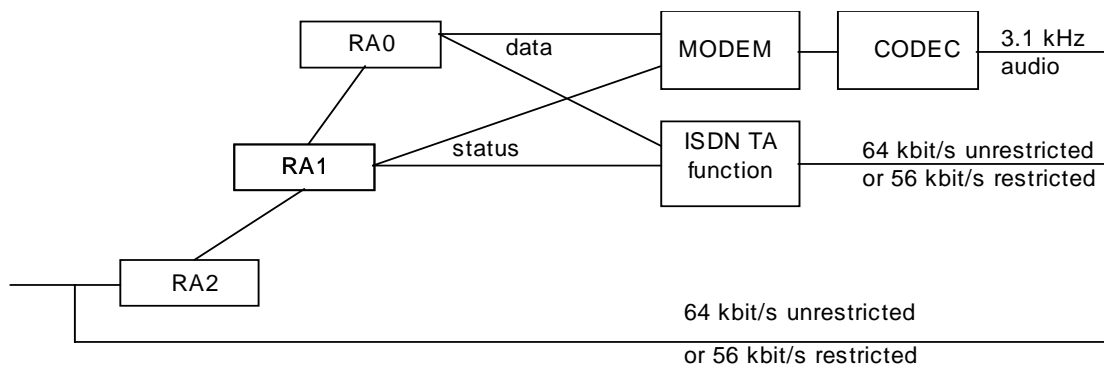 RA0
data
MODEM
CODEC
3.1 kHz
audio
RA1
status
ISDN TA
function
64 kbit/s unrestricted
or 56 kbit/s restricted
RA2
64 kbit/s unrestricted
or 56 kbit/s restricted